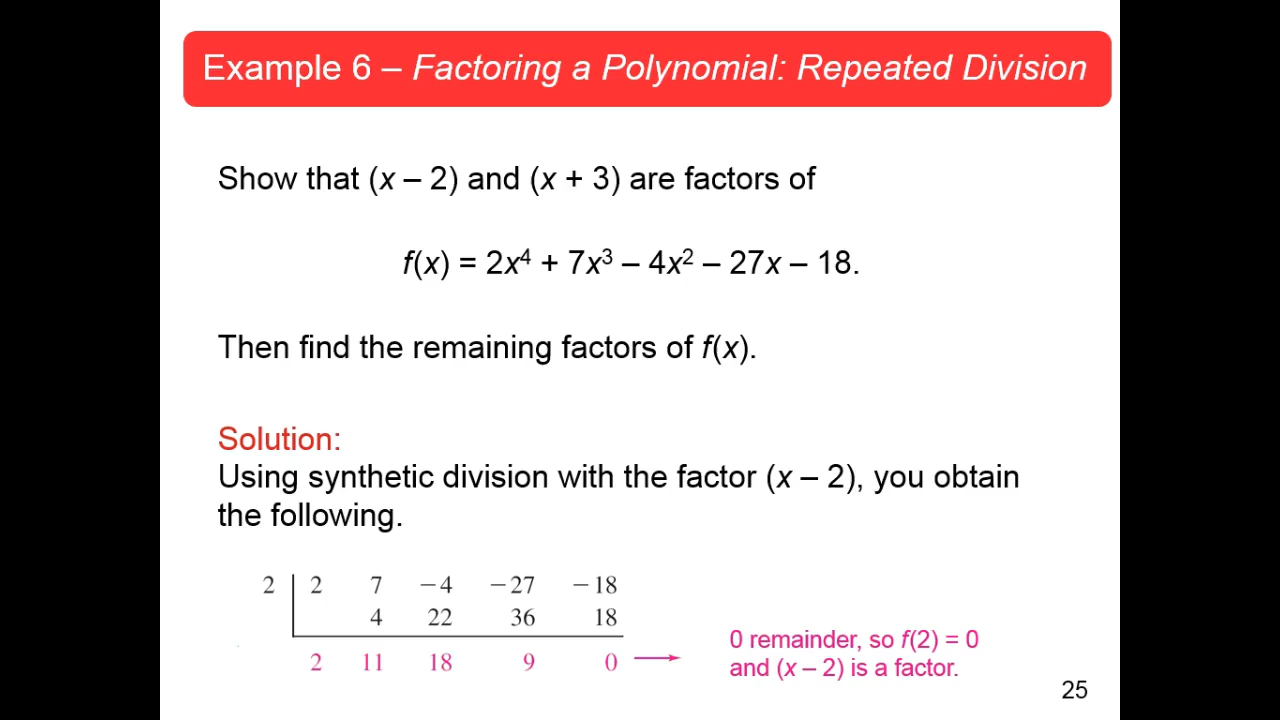 Example 6 – Factoring a Polynomial: Repeated Division
Show that (x – 2) and (x + 3) are factors of
f(x) = 2x⁴ + 7x³ – 4x² – 27x – 18.
Then find the remaining factors of f(x).
Solution:
Using synthetic division with the factor (x – 2), you obtain
the following.
2 | 2 7 −4 −27 −18
4 22 36 18
2 11 18 9 0 →
0 remainder, so f(2) = 0
and (x – 2) is a factor.
25